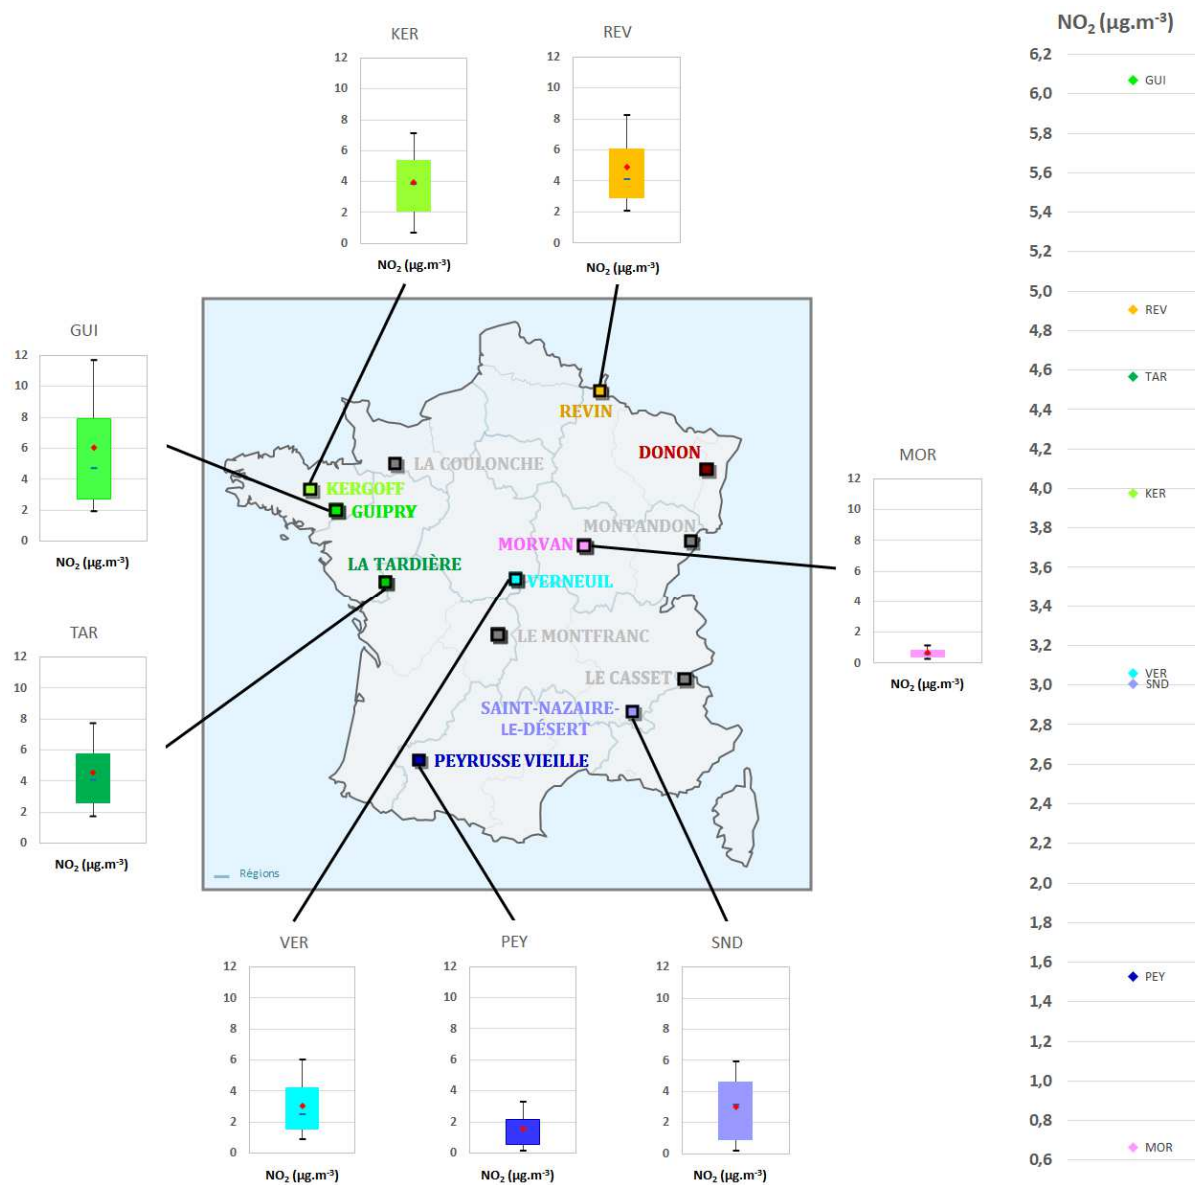 KER
12
10
8
6
4
2
0
NO₂ (µg.m⁻³)
REV
12
10
8
6
4
2
0
NO₂ (µg.m⁻³)
GUI
12
10
8
6
4
2
0
NO₂ (µg.m⁻³)
TAR
12
10
8
6
4
2
0
NO₂ (µg.m⁻³)
REVIN
DONON
LA COULONCHE
KERGOFF
GUIPRY
MONTANDON
MORVAN
LA TARDIÈRE
VERNEUIL
LE MONTFRANC
LE CASSET
SAINT-NAZAIRE-
LE-DÉSERT
PEYRUSSE VIEILLE
Régions
MOR
12
10
8
6
4
2
0
NO₂ (µg.m⁻³)
VER
12
10
8
6
4
2
0
NO₂ (µg.m⁻³)
PEY
12
10
8
6
4
2
0
NO₂ (µg.m⁻³)
SND
12
10
8
6
4
2
0
NO₂ (µg.m⁻³)
NO₂ (µg.m⁻³)
6,2
GUI
6,0
5,8
5,6
5,4
5,2
5,0
REV
4,8
4,6
TAR
4,4
4,2
4,0
KER
3,8
3,6
3,4
3,2
VER
3,0
SND
2,8
2,6
2,4
2,2
2,0
1,8
1,6
PEY
1,4
1,2
1,0
0,8
MOR
0,6